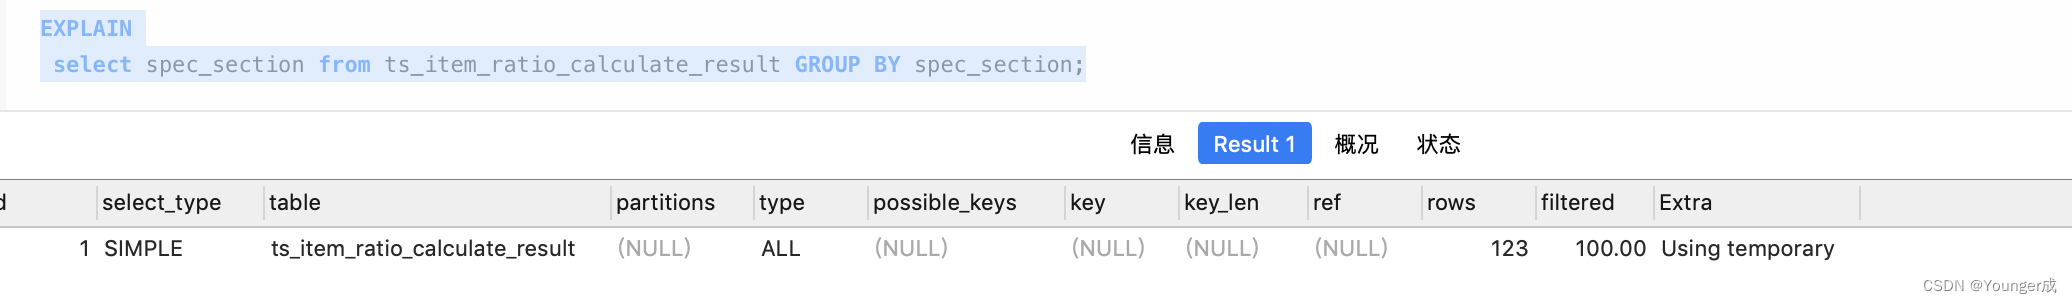 EXPLAIN
select spec_section from ts_item_ratio_calculate_result GROUP BY spec_section;
信息 Result 1 概况 状态
d select_type table partitions type possible_keys key key_len ref rows filtered Extra
1 SIMPLE ts_item_ratio_calculate_result (NULL) ALL (NULL) (NULL) (NULL) (NULL) 123 100.00 Using temporary
CSDN @Younger成